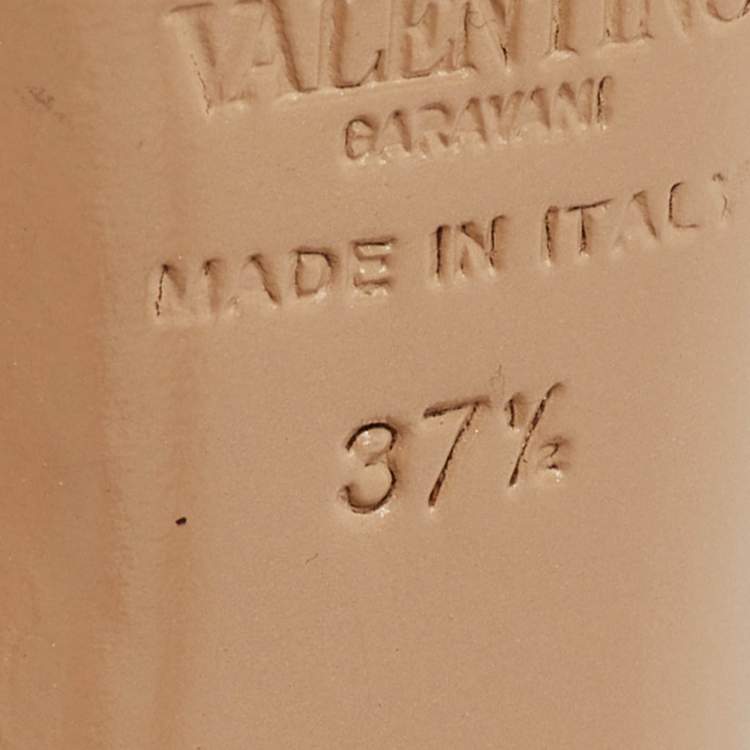 VALENTINO
GARAVANI
MADE IN ITALY
37½